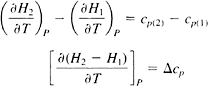 (∂H₂/∂T)_P − (∂H₁/∂T)_P = c_p(2) − c_p(1)
[∂(H₂ − H₁)/∂T]_P = Δc_p